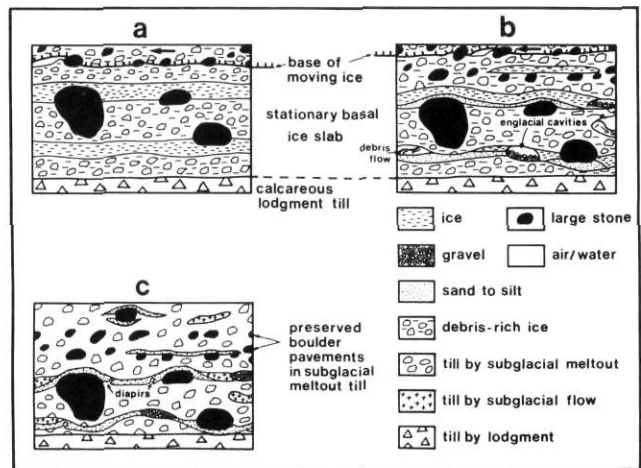 a
b
base of
moving ice
stationary basal
ice slab
calcareous
lodgment till
englacial cavities
debris
flow
ice
large stone
gravel
air/water
sand to silt
debris-rich ice
till by subglacial meltout
till by subglacial flow
till by lodgment
c
preserved
boulder
pavements
in subglacial
meltout till
diapirs